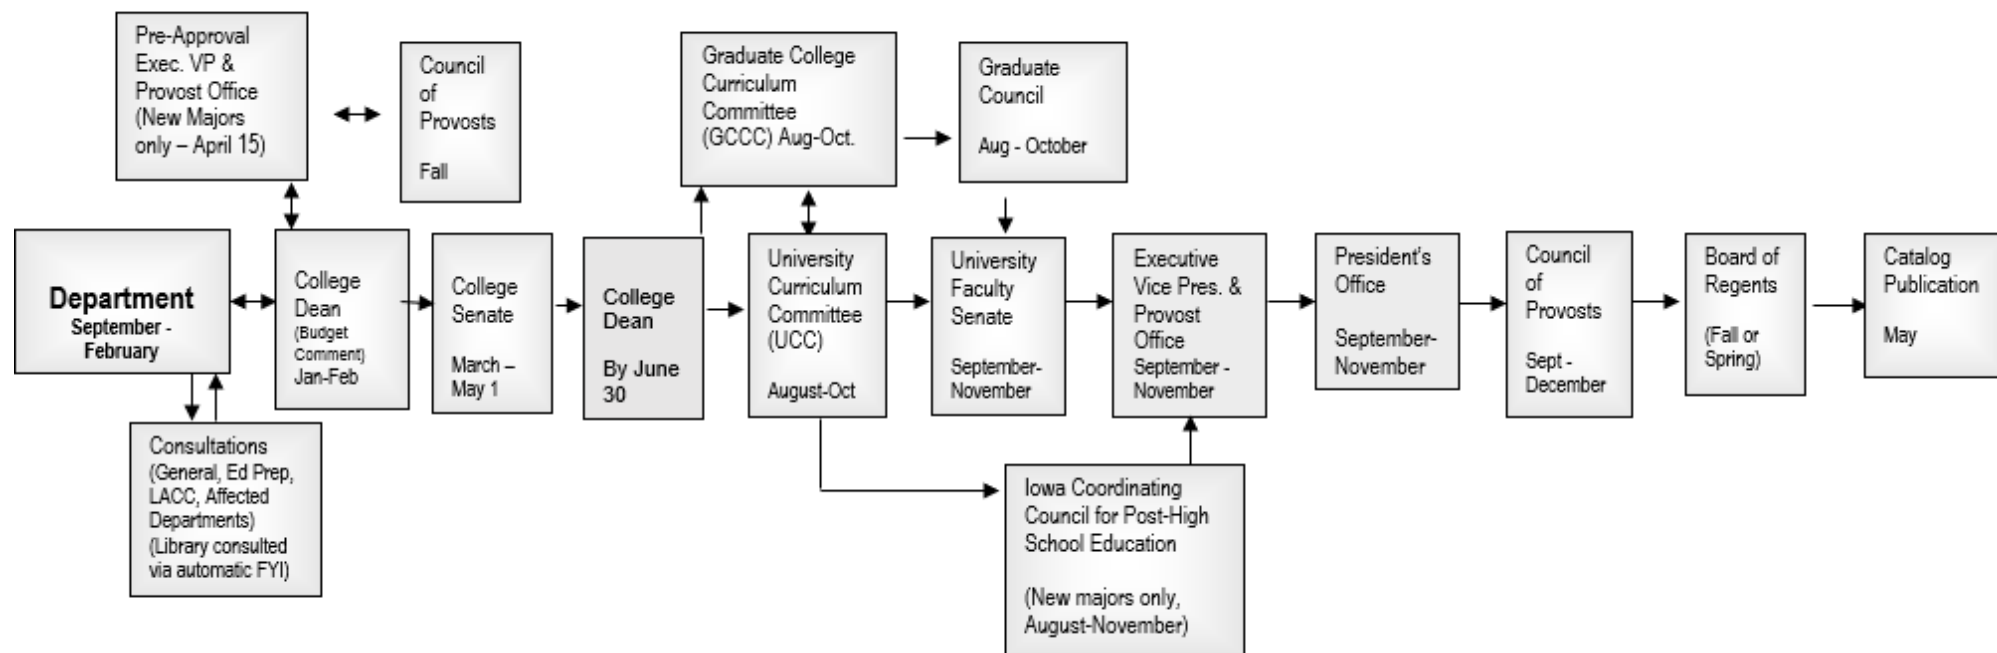 Pre-Approval
Exec. VP &
Provost Office
(New Majors
only – April 15)
Council
of
Provosts
Fall
Graduate College
Curriculum
Committee
(GCCC) Aug-Oct.
Graduate
Council
Aug - October
Department
September -
February
College
Dean
(Budget
Comment)
Jan-Feb
College
Senate
March –
May 1
College
Dean
By June
30
University
Curriculum
Committee
(UCC)
August-Oct
University
Faculty
Senate
September-
November
Executive
Vice Pres. &
Provost
Office
September -
November
President's
Office
September-
November
Council
of
Provosts
Sept -
December
Board of
Regents
(Fall or
Spring)
Catalog
Publication
May
Consultations
(General, Ed Prep,
LACC, Affected
Departments)
(Library consulted
via automatic FYI)
Iowa Coordinating
Council for Post-High
School Education
(New majors only,
August-November)